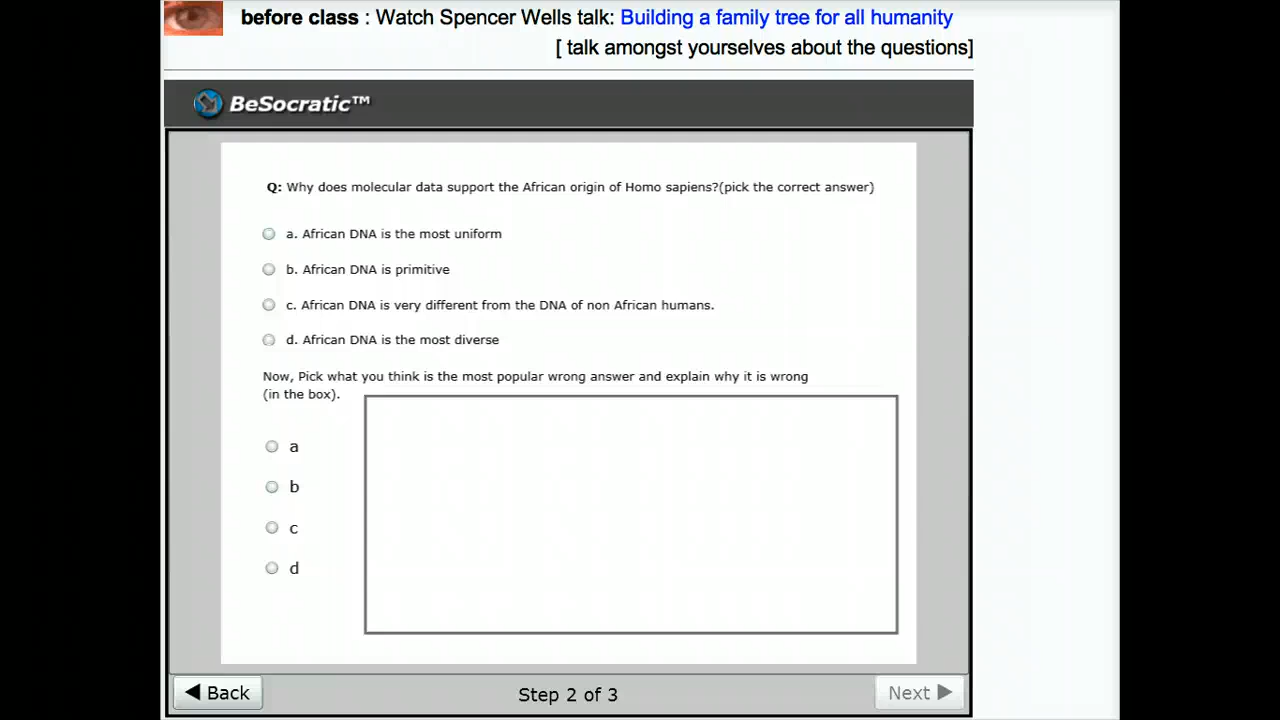 before class : Watch Spencer Wells talk: Building a family tree for all humanity
[ talk amongst yourselves about the questions]
BeSocratic™
Q: Why does molecular data support the African origin of Homo sapiens?(pick the correct answer)
a. African DNA is the most uniform
b. African DNA is primitive
c. African DNA is very different from the DNA of non African humans.
d. African DNA is the most diverse
Now, Pick what you think is the most popular wrong answer and explain why it is wrong
(in the box).
a
b
c
d
Back
Step 2 of 3
Next